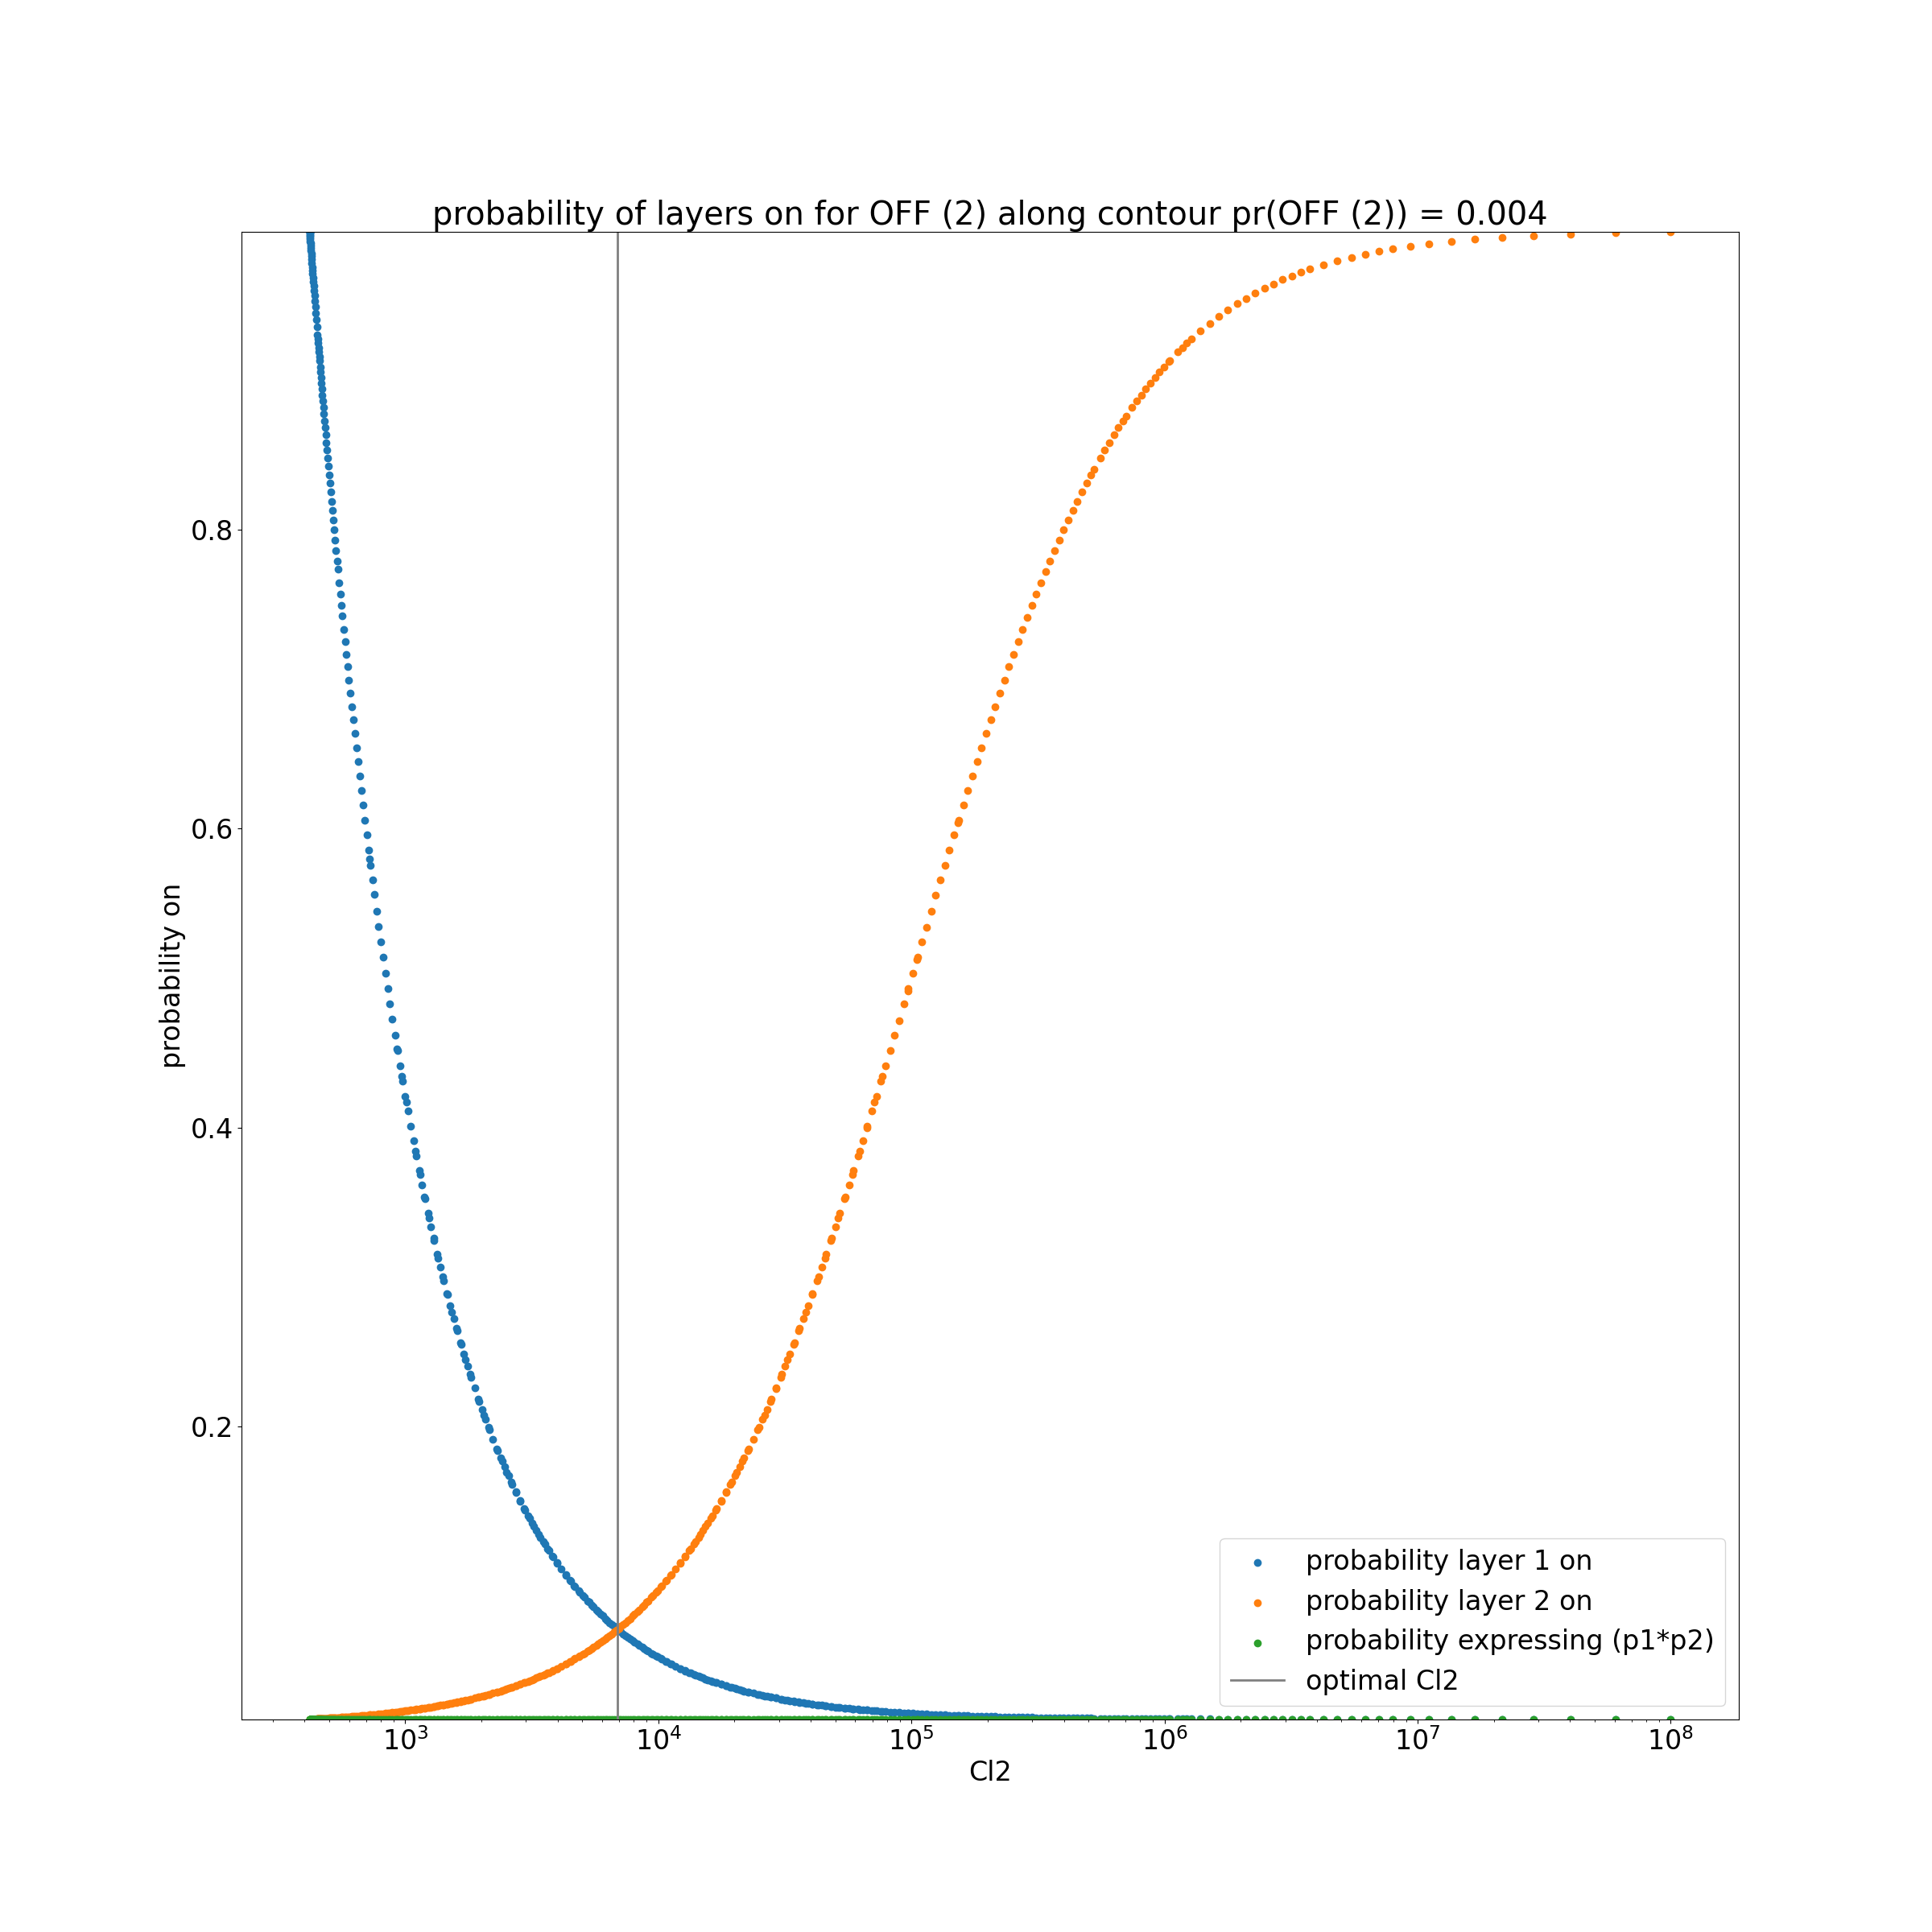 probability of layers on for OFF (2) along contour pr(OFF (2)) = 0.004
probability on
0.8
0.6
0.4
0.2
probability layer 1 on
probability layer 2 on
probability expressing (p1*p2)
optimal Cl2
10³ 10⁴ 10⁵ 10⁶ 10⁷ 10⁸
Cl2